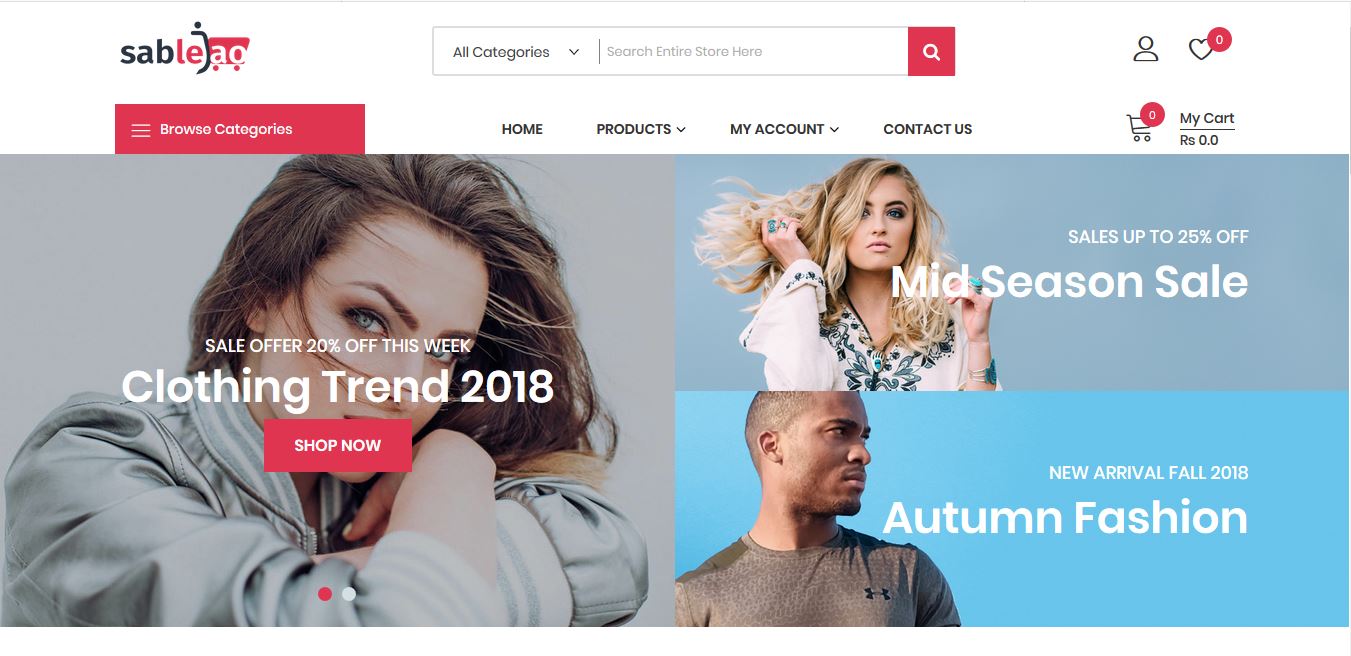 sablejao
All Categories
Search Entire Store Here
0
Browse Categories
HOME
PRODUCTS
MY ACCOUNT
CONTACT US
0
My Cart
₨ 0.0
SALE OFFER 20% OFF THIS WEEK
Clothing Trend 2018
SHOP NOW
SALES UP TO 25% OFF
Mid Season Sale
NEW ARRIVAL FALL 2018
Autumn Fashion